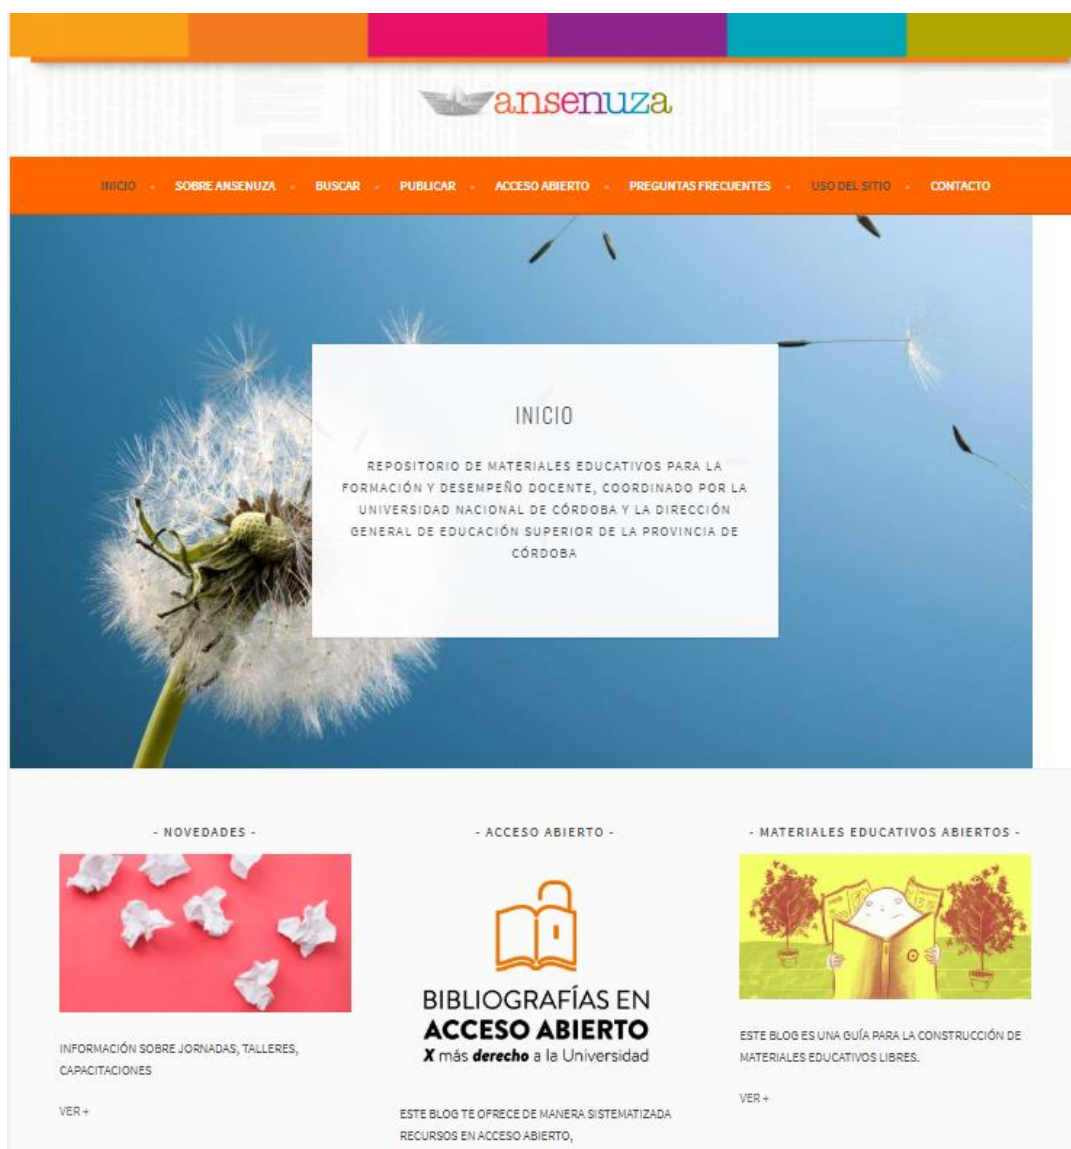 ansenuza
INICIO SOBRE ANSENUZA BUSCAR PUBLICAR ACCESO ABIERTO PREGUNTAS FRECUENTES USO DEL SITIO CONTACTO
INICIO
REPOSITORIO DE MATERIALES EDUCATIVOS PARA LA
FORMACIÓN Y DESEMPEÑO DOCENTE, COORDINADO POR LA
UNIVERSIDAD NACIONAL DE CÓRDOBA Y LA DIRECCIÓN
GENERAL DE EDUCACIÓN SUPERIOR DE LA PROVINCIA DE
CÓRDOBA
- NOVEDADES -
INFORMACIÓN SOBRE JORNADAS, TALLERES,
CAPACITACIONES
VER +
- ACCESO ABIERTO -
BIBLIOGRAFÍAS EN
ACCESO ABIERTO
X más derecho a la Universidad
ESTE BLOG TE OFRECE DE MANERA SISTEMATIZADA
RECURSOS EN ACCESO ABIERTO,
- MATERIALES EDUCATIVOS ABIERTOS -
ESTE BLOG ES UNA GUÍA PARA LA CONSTRUCCIÓN DE
MATERIALES EDUCATIVOS LIBRES.
VER +